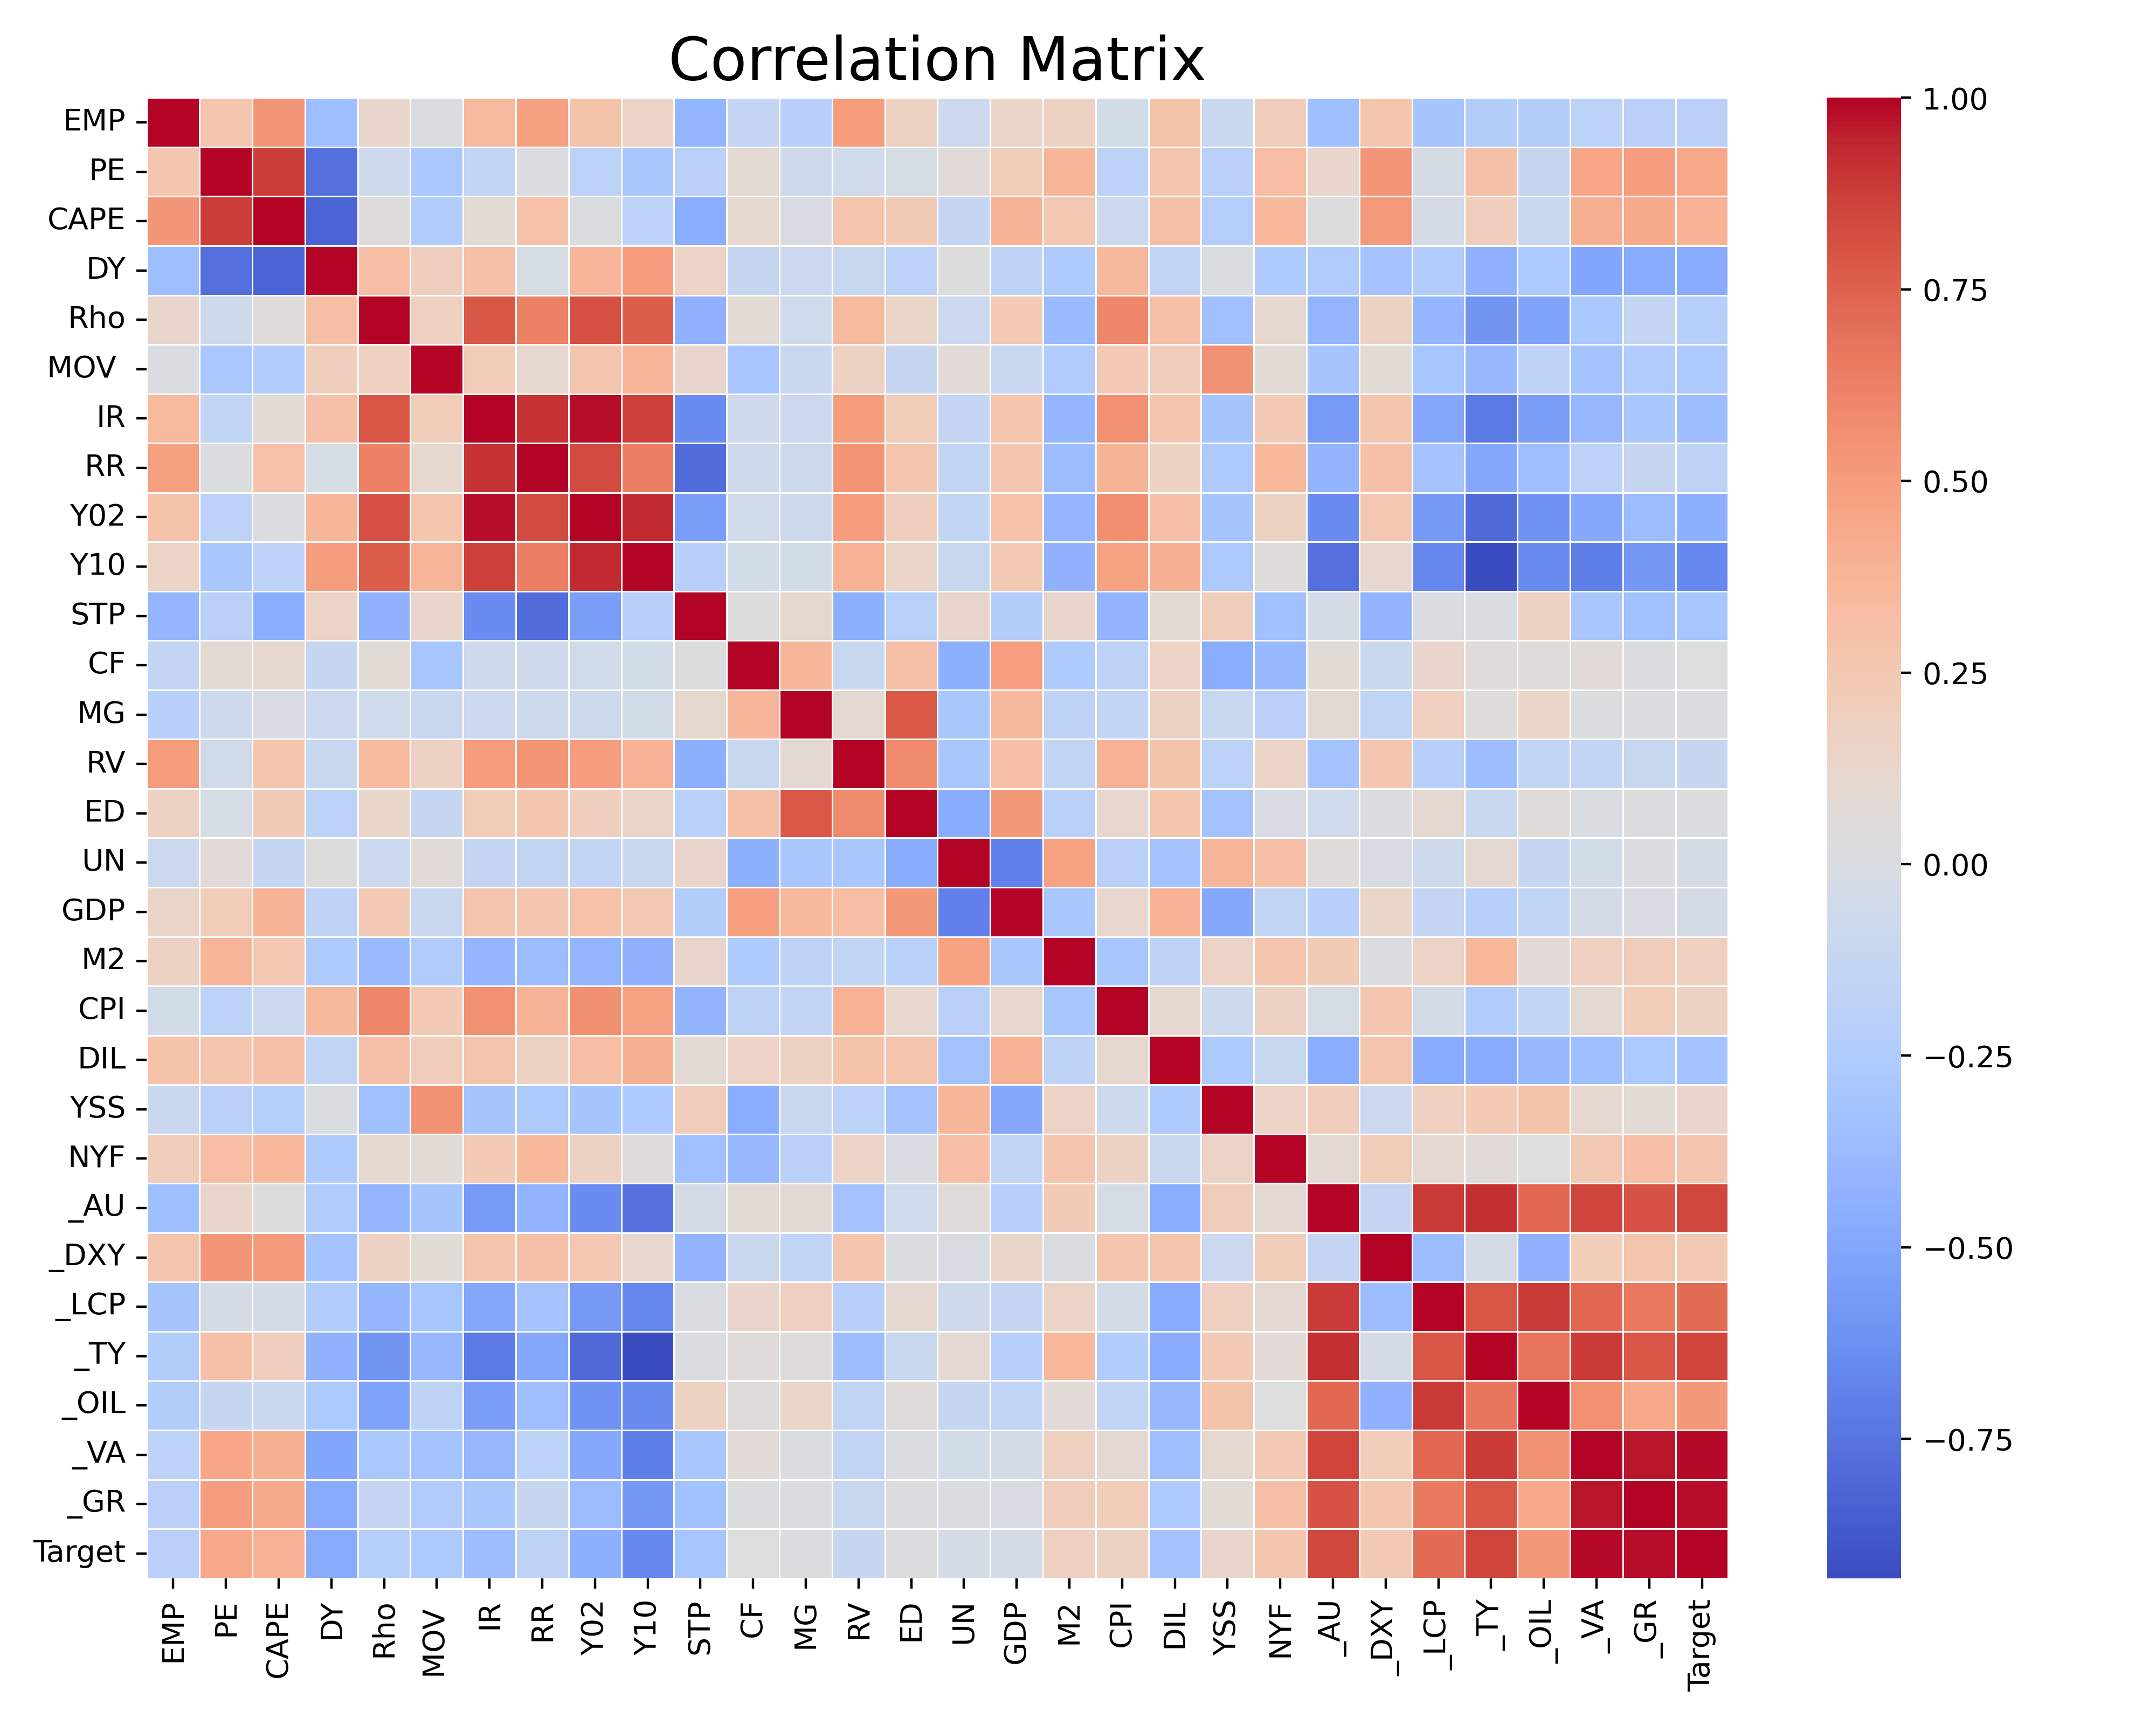 Correlation Matrix
EMP
PE
CAPE
DY
Rho
MOV
IR
RR
Y02
Y10
STP
CF
MG
RV
ED
UN
GDP
M2
CPI
DIL
YSS
NYF
_AU
_DXY
_LCP
_TY
_OIL
_VA
_GR
Target
EMP PE CAPE DY Rho MOV IR RR Y02 Y10 STP CF MG RV ED UN GDP M2 CPI DIL YSS NYF _AU _DXY _LCP _TY _OIL _VA _GR Target
1.00
0.75
0.50
0.25
0.00
−0.25
−0.50
−0.75